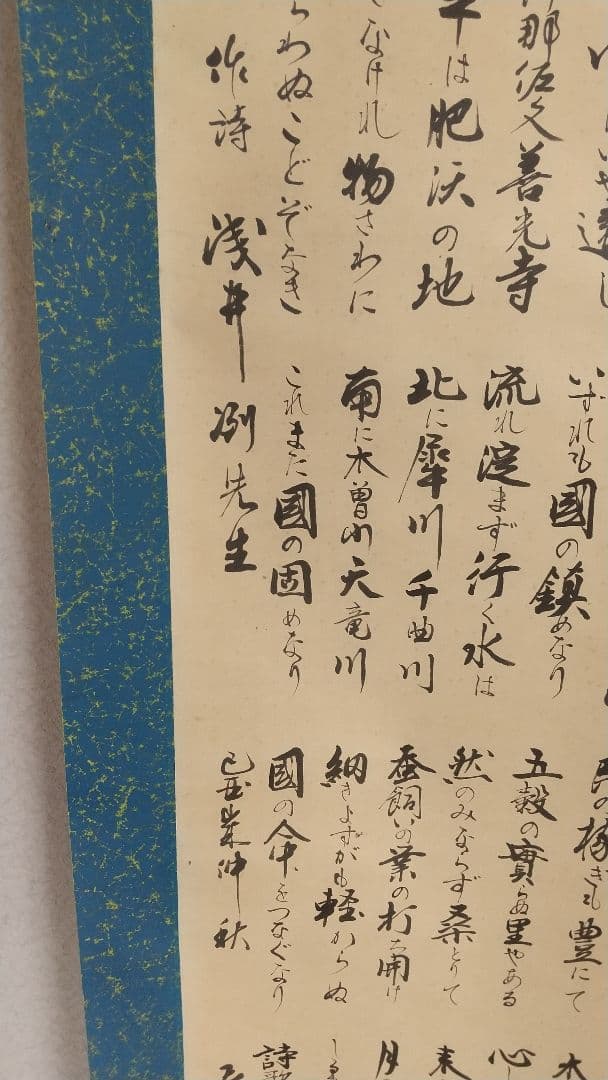 遠し
那佐久善光寺
は肥沃の地
なけれ物さわに
らわぬことぞなき
作詩 浅井洌先生
いずれも國の鎮めなり
流れ淀まず行く水は
北に犀川千曲川
南に木曽川天竜川
これまた國の固めなり
の稼ぎも豊にて
五穀の實らぬ里やある
然のみならず桑とりて
蚕飼いの業の打ち開け
細きよすがも軽からぬ
國の命をつなぐなり
仲秋
心
月
詩歌